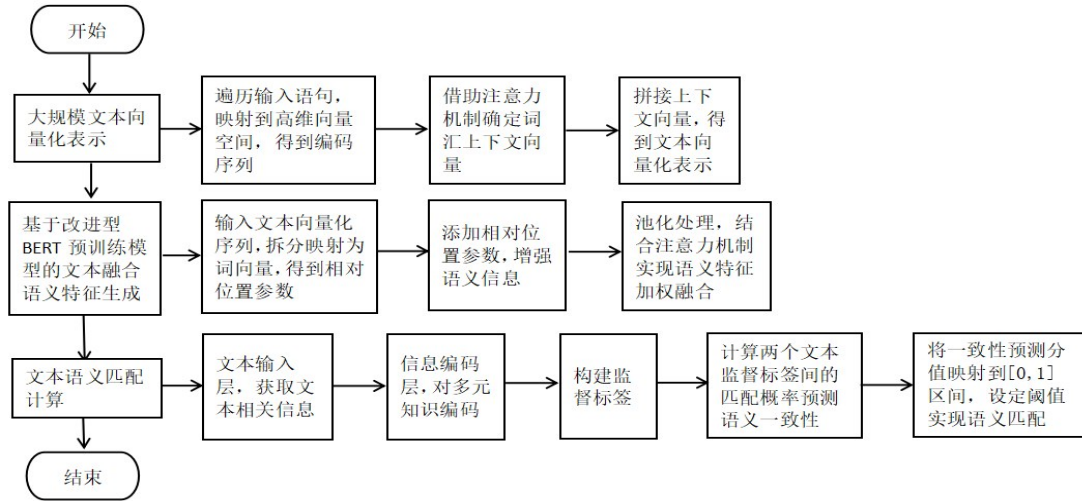 开始
大规模文本向
量化表示
遍历输入语句，
映射到高维向量
空间，得到编码
序列
借助注意力
机制确定词
汇上下文向
量
拼接上下
文向量，得
到文本向
量化表示
基于改进型
BERT 预训练模
型的文本融合
语义特征生成
输入文本向量化
序列，拆分映射为
词向量，得到相对
位置参数
添加相对位
置参数，增强
语义信息
池化处理，结
合注意力机制
实现语义特征
加权融合
文本语义匹配
计算
文本输入
层，获取文
本相关信息
信息编码
层，对多元
知识编码
构建监
督标签
计算两个文本
监督标签间的
匹配概率预测
语义一致性
将一致性预测分
值映射到[0,1]
区间，设定阈值
实现语义匹配
结束